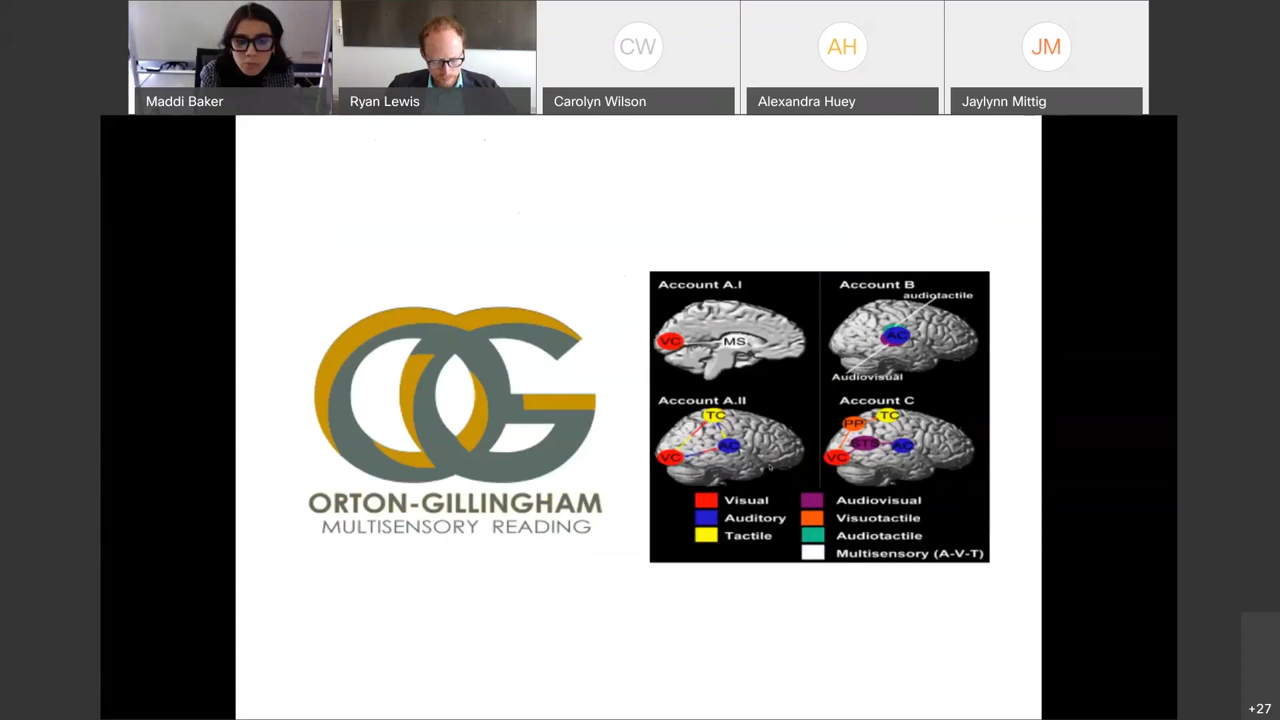 CW
AH
JM
Maddi Baker
Ryan Lewis
Carolyn Wilson
Alexandra Huey
Jaylynn Mittig
OG
ORTON-GILLINGHAM
MULTISENSORY READING
Account A.I
VC
MS
Account B
audiotactile
AC
Audiovisual
Account A.II
TC
AC
VC
Account C
TC
PP
STS
AC
VC
Visual
Auditory
Tactile
Audiovisual
Visuotactile
Audiotactile
Multisensory (A-V-T)
+27